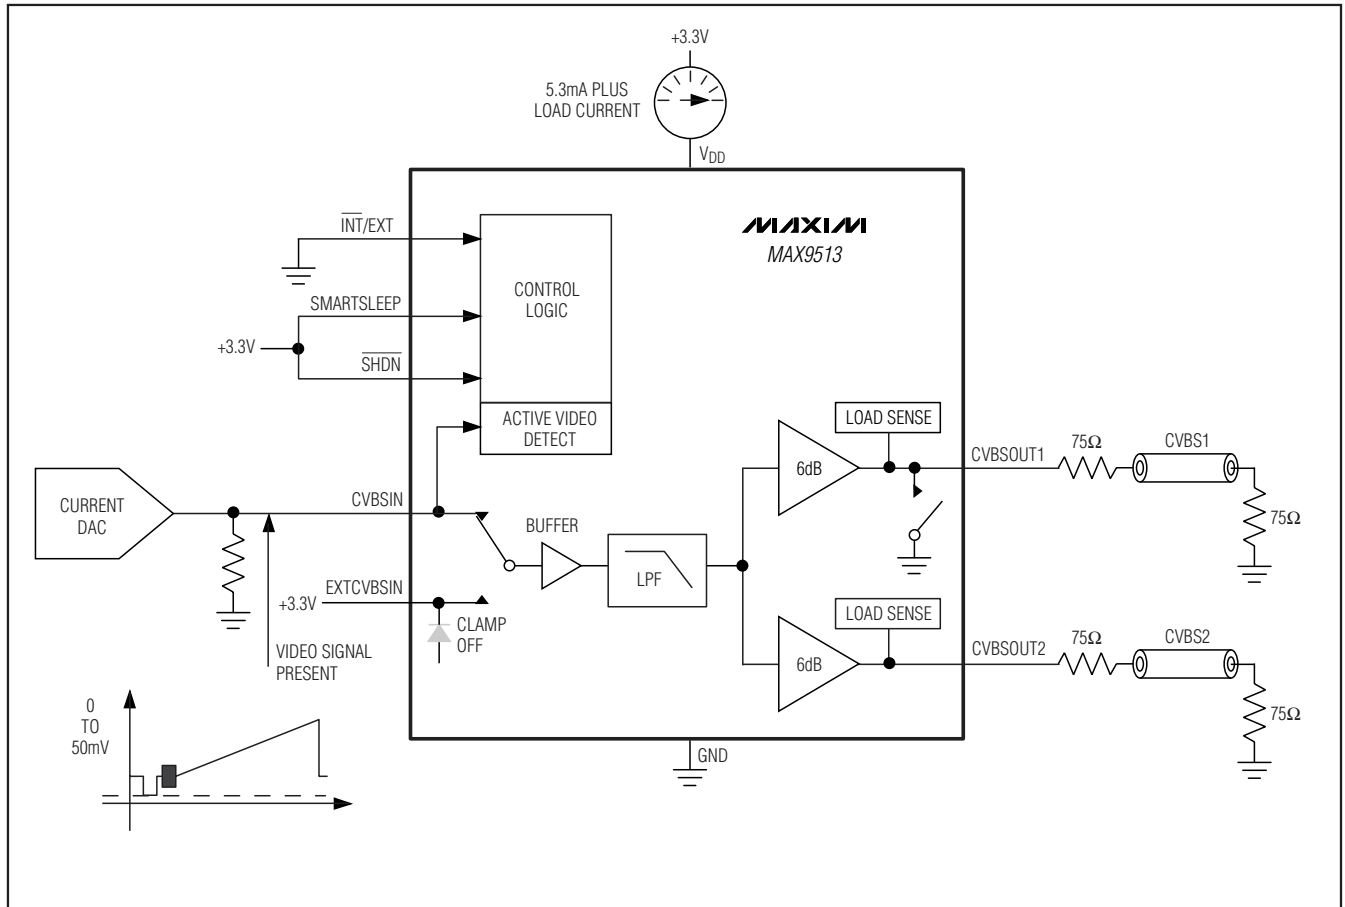 +3.3V
5.3mA PLUS
LOAD CURRENT
VDD
INT/EXT
MAXIM
MAX9513
CONTROL
LOGIC
SMARTSLEEP
+3.3V
SHDN
ACTIVE VIDEO
DETECT
LOAD SENSE
6dB
CVBSOUT1
75Ω
CVBS1
75Ω
CURRENT
DAC
CVBSIN
BUFFER
LPF
EXTCVBSIN
+3.3V
CLAMP
OFF
VIDEO SIGNAL
PRESENT
LOAD SENSE
6dB
CVBSOUT2
75Ω
CVBS2
75Ω
0
TO
50mV
GND